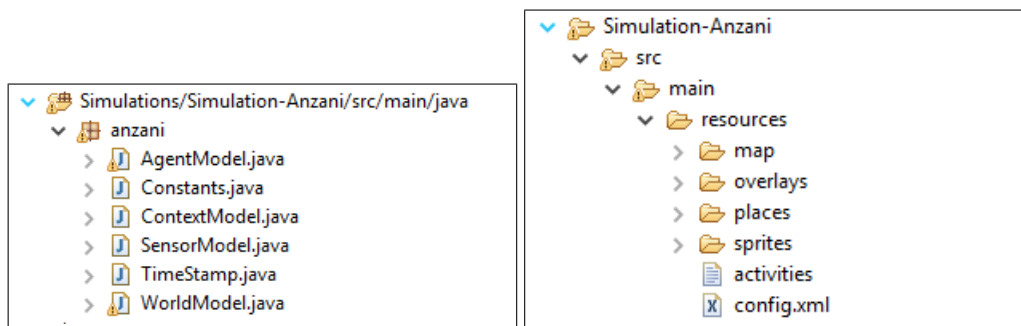 Simulations/Simulation-Anzani/src/main/java
anzani
AgentModel.java
Constants.java
ContextModel.java
SensorModel.java
TimeStamp.java
WorldModel.java
Simulation-Anzani
src
main
resources
map
overlays
places
sprites
activities
config.xml